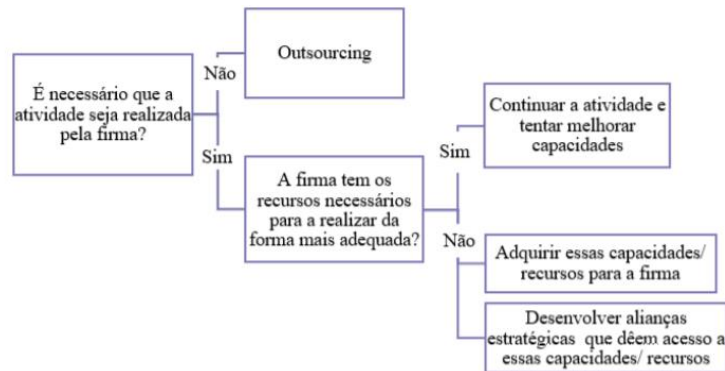 É necessário que a
atividade seja realizada
pela firma?
Não
Outsourcing
Sim
A firma tem os
recursos necessários
para a realizar da
forma mais adequada?
Sim
Continuar a atividade e
tentar melhorar
capacidades
Não
Adquirir essas capacidades/
recursos para a firma
Desenvolver alianças
estratégicas que dêem acesso a
essas capacidades/ recursos